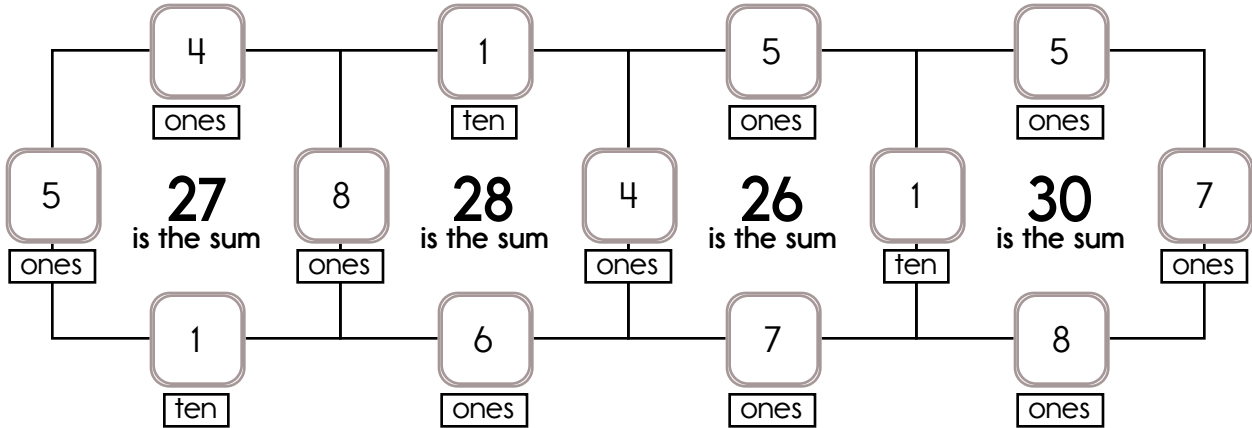 4 1 5 5
ones ten ones ones
5 27 8 28 4 26 1 30 7
is the sum is the sum is the sum is the sum
ones ones ones ten ones
1 6 7 8
ten ones ones ones